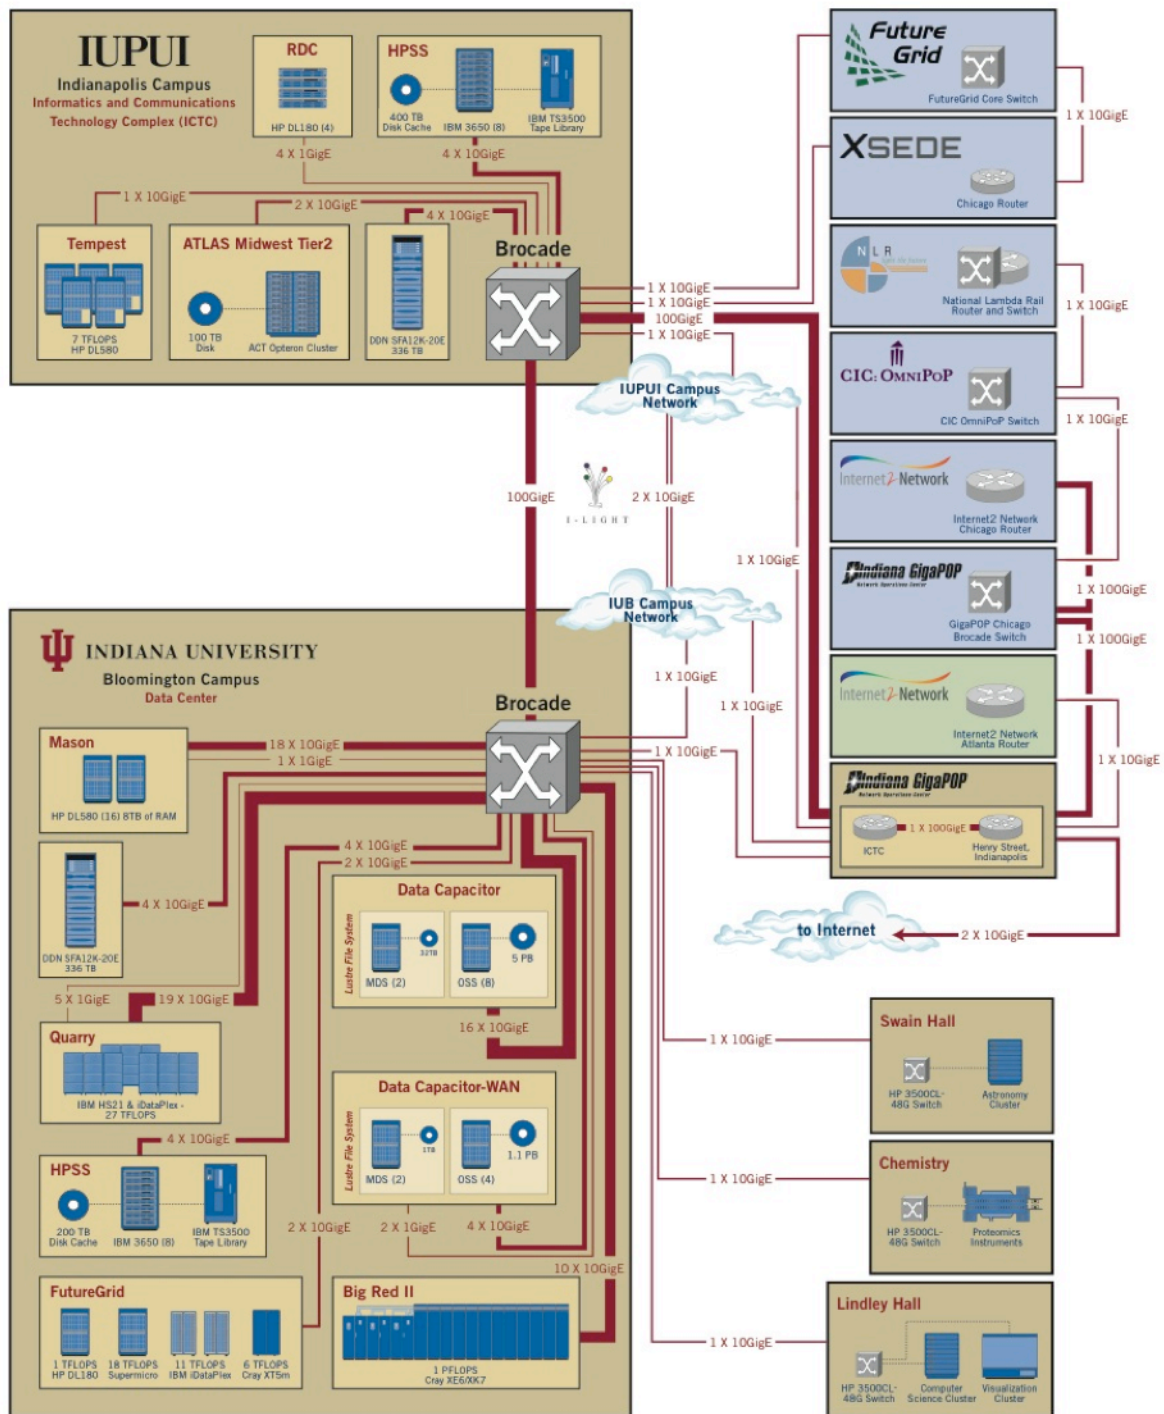 IUPUI
Indianapolis Campus
Informatics and Communications
Technology Complex (ICTC)
RDC
HP DL180 (4)
4 X 1GigE
HPSS
400 TB
Disk Cache
IBM 3650 (8)
IBM TS3500
Tape Library
4 X 10GigE
1 X 10GigE
2 X 10GigE
4 X 10GigE
Tempest
7 TFLOPS
HP DL580
ATLAS Midwest Tier2
100 TB
Disk
ACT Opteron Cluster
DDN SFA12K-20E
336 TB
Brocade
1 X 10GigE
1 X 10GigE
100GigE
1 X 10GigE
IUPUI Campus
Network
100GigE
I-LIGHT
2 X 10GigE
1 X 10GigE
IUB Campus
Network
1 X 10GigE
1 X 10GigE
1 X 10GigE
Future
Grid
FutureGrid Core Switch
1 X 10GigE
XSEDE
Chicago Router
NLR
National Lambda Rail
Router and Switch
1 X 10GigE
CIC: OMNIPOP
CIC OmniPoP Switch
1 X 10GigE
Internet2 Network
Internet2 Network
Chicago Router
1 X 100GigE
Indiana GigaPOP
Network Operations Center
GigaPOP Chicago
Brocade Switch
1 X 100GigE
Internet2 Network
Internet2 Network
Atlanta Router
1 X 10GigE
Indiana GigaPOP
Network Operations Center
ICTC
1 X 100GigE
Henry Street,
Indianapolis
to Internet
2 X 10GigE
INDIANA UNIVERSITY
Bloomington Campus
Data Center
Brocade
Mason
HP DL580 (16) 8TB of RAM
18 X 10GigE
1 X 1GigE
DDN SFA12K-20E
336 TB
4 X 10GigE
4 X 10GigE
2 X 10GigE
5 X 1GigE
19 X 10GigE
Quarry
IBM HS21 & iDataPlex -
27 TFLOPS
4 X 10GigE
HPSS
200 TB
Disk Cache
IBM 3650 (8)
IBM TS3500
Tape Library
2 X 10GigE
FutureGrid
1 TFLOPS
HP DL180
18 TFLOPS
Supermicro
11 TFLOPS
IBM iDataPlex
6 TFLOPS
Cray XT5m
Data Capacitor
Lustre File System
MDS (2)
32TB
OSS (8)
5 PB
16 X 10GigE
Data Capacitor-WAN
Lustre File System
MDS (2)
1TB
OSS (4)
1.1 PB
2 X 1GigE
4 X 10GigE
10 X 10GigE
Big Red II
1 PFLOPS
Cray XE6/XK7
1 X 10GigE
Swain Hall
HP 3500CL-
48G Switch
Astronomy
Cluster
1 X 10GigE
Chemistry
HP 3500CL-
48G Switch
Proteomics
Instruments
1 X 10GigE
Lindley Hall
HP 3500CL-
48G Switch
Computer
Science Cluster
Visualization
Cluster